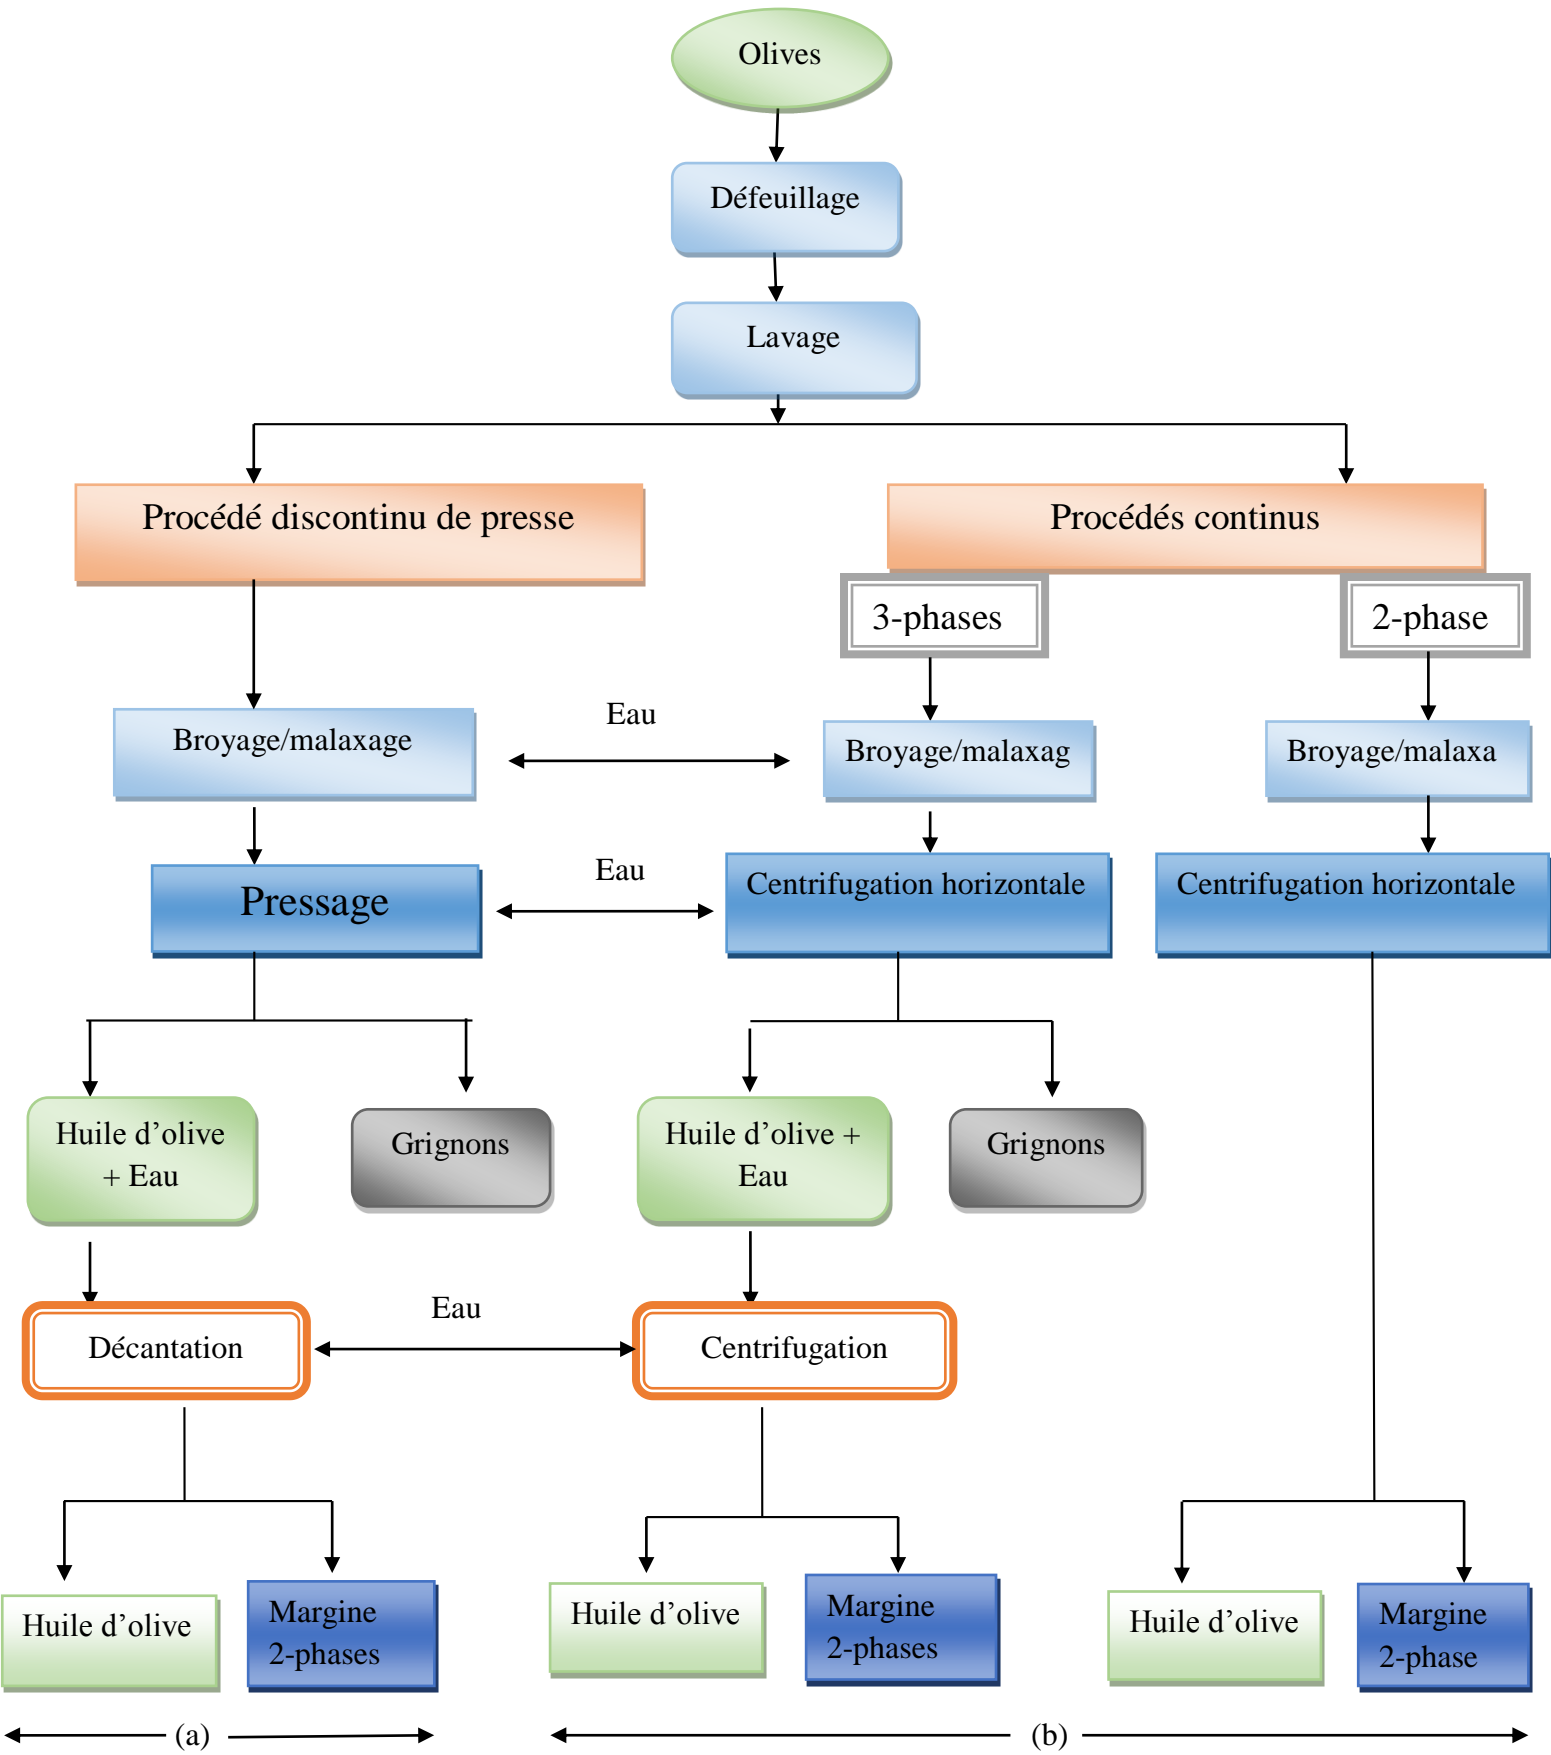 Olives
Défeuillage
Lavage
Procédé discontinu de presse
Procédés continus
3-phases
2-phase
Eau
Broyage/malaxage
Broyage/malaxag
Broyage/malaxa
Eau
Pressage
Centrifugation horizontale
Centrifugation horizontale
Huile d’olive
+ Eau
Grignons
Huile d’olive +
Eau
Grignons
Eau
Décantation
Centrifugation
Huile d’olive
Margine
2-phases
Huile d’olive
Margine
2-phases
Huile d’olive
Margine
2-phase
(a)
(b)